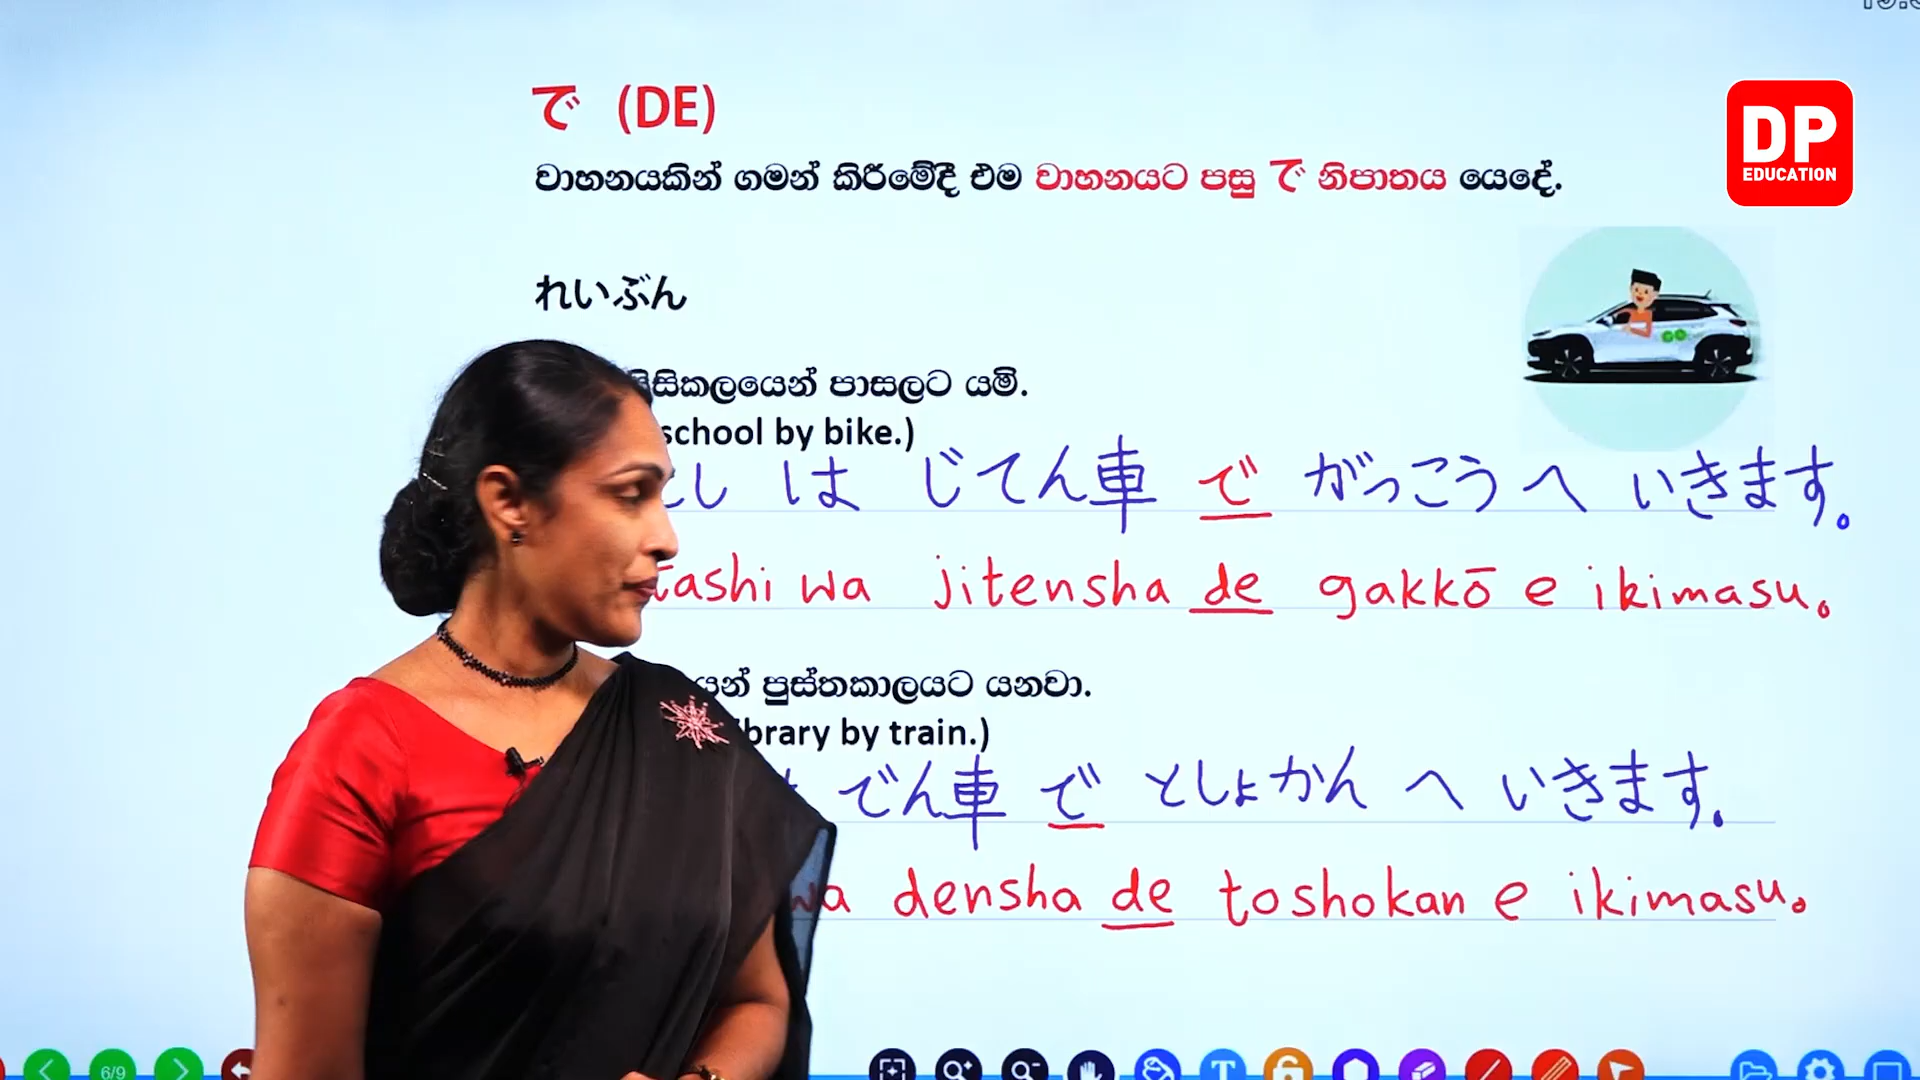 で (DE)
DP
EDUCATION
වාහනයකින් ගමන් කිරීමේදී එම වාහනයට පසු で නිපාතය යෙදේ.
れいぶん
පාසලට යමි.
school by bike.)
し は じてん車 で がっこう へ いきます。
wa jitensha de gakkō e ikimasu.
පුස්තකාලයට යනවා.
by train.)
でん車 で としょかん へ いきます。
wa densha de toshokan e ikimasu.
6/9